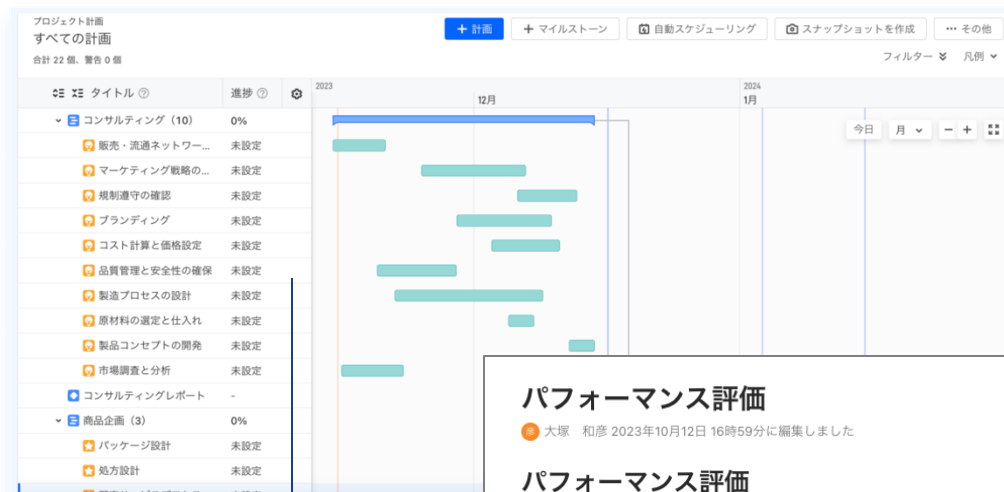 プロジェクト計画
すべての計画
合計 22 個、警告 0 個
+ 計画
+ マイルストーン
自動スケジューリング
スナップショットを作成
··· その他
フィルター
凡例
タイトル
進捗
2023
12月
2024
1月
今日
月
コンサルティング（10） 0%
販売・流通ネットワー... 未設定
マーケティング戦略の... 未設定
規制遵守の確認 未設定
ブランディング 未設定
コスト計算と価格設定 未設定
品質管理と安全性の確保 未設定
製造プロセスの設計 未設定
原材料の選定と仕入れ 未設定
製品コンセプトの開発 未設定
市場調査と分析 未設定
コンサルティングレポート -
商品企画（3） 0%
パッケージ設計 未設定
処方設計 未設定
パフォーマンス評価
彦 大塚　和彦 2023年10月12日 16時59分に編集しました
パフォーマンス評価